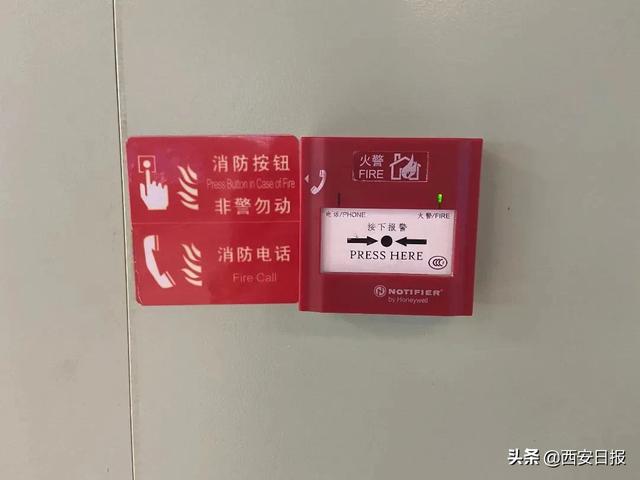 消防按钮
Press Button in Case of Fire
非警勿动
消防电话
Fire Call
火警
FIRE
电话/PHONE
火警/FIRE
按下报警
PRESS HERE
CCC
NOTIFIER
by Honeywell
头条 @西安日报